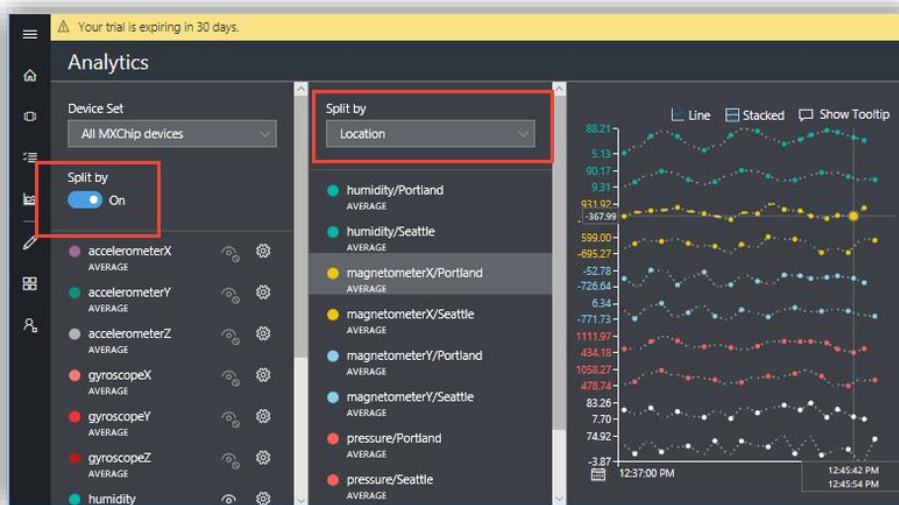 Your trial is expiring in 30 days.
Analytics
Device Set
All MXChip devices
Split by
On
accelerometerX
AVERAGE
accelerometerY
AVERAGE
accelerometerZ
AVERAGE
gyroscopeX
AVERAGE
gyroscopeY
AVERAGE
gyroscopeZ
AVERAGE
humidity
Split by
Location
humidity/Portland
AVERAGE
humidity/Seattle
AVERAGE
magnetometerX/Portland
AVERAGE
magnetometerX/Seattle
AVERAGE
magnetometerY/Portland
AVERAGE
magnetometerY/Seattle
AVERAGE
pressure/Portland
AVERAGE
pressure/Seattle
AVERAGE
Line Stacked Show Tooltip
88.21
5.13
90.17
9.31
931.92
-367.99
599.00
-695.27
-52.78
-726.64
6.34
-771.73
1111.97
434.18
1058.27
478.74
83.26
7.70
74.92
-3.87
12:37:00 PM
12:45:42 PM
12:45:54 PM